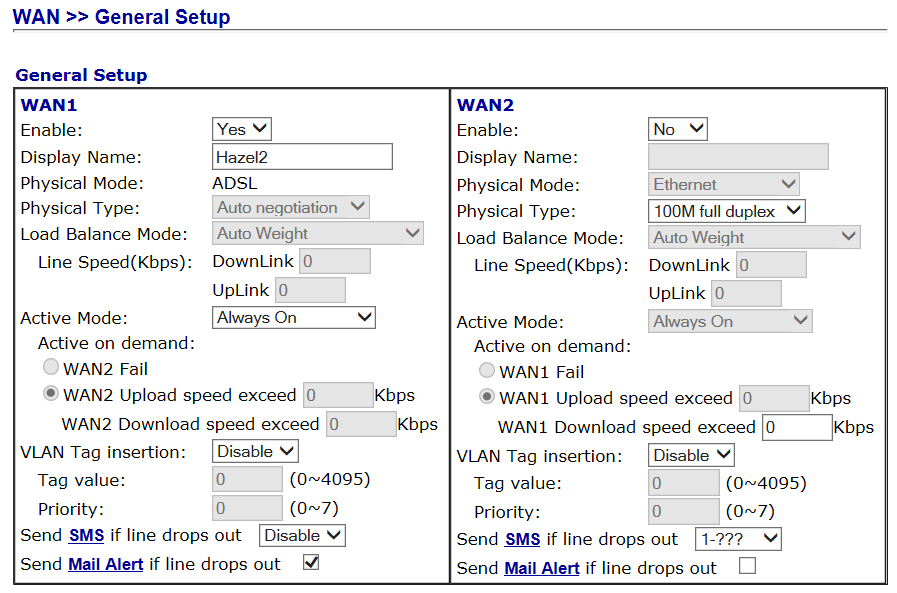 WAN >> General Setup
General Setup
WAN1
Enable: Yes
Display Name: Hazel2
Physical Mode: ADSL
Physical Type: Auto negotiation
Load Balance Mode: Auto Weight
Line Speed(Kbps): DownLink 0
UpLink 0
Active Mode: Always On
Active on demand:
WAN2 Fail
WAN2 Upload speed exceed 0 Kbps
WAN2 Download speed exceed 0 Kbps
VLAN Tag insertion: Disable
Tag value: 0 (0~4095)
Priority: 0 (0~7)
Send SMS if line drops out Disable
Send Mail Alert if line drops out
WAN2
Enable: No
Display Name:
Physical Mode: Ethernet
Physical Type: 100M full duplex
Load Balance Mode: Auto Weight
Line Speed(Kbps): DownLink 0
UpLink 0
Active Mode: Always On
Active on demand:
WAN1 Fail
WAN1 Upload speed exceed 0 Kbps
WAN1 Download speed exceed 0 Kbps
VLAN Tag insertion: Disable
Tag value: 0 (0~4095)
Priority: 0 (0~7)
Send SMS if line drops out 1-???
Send Mail Alert if line drops out